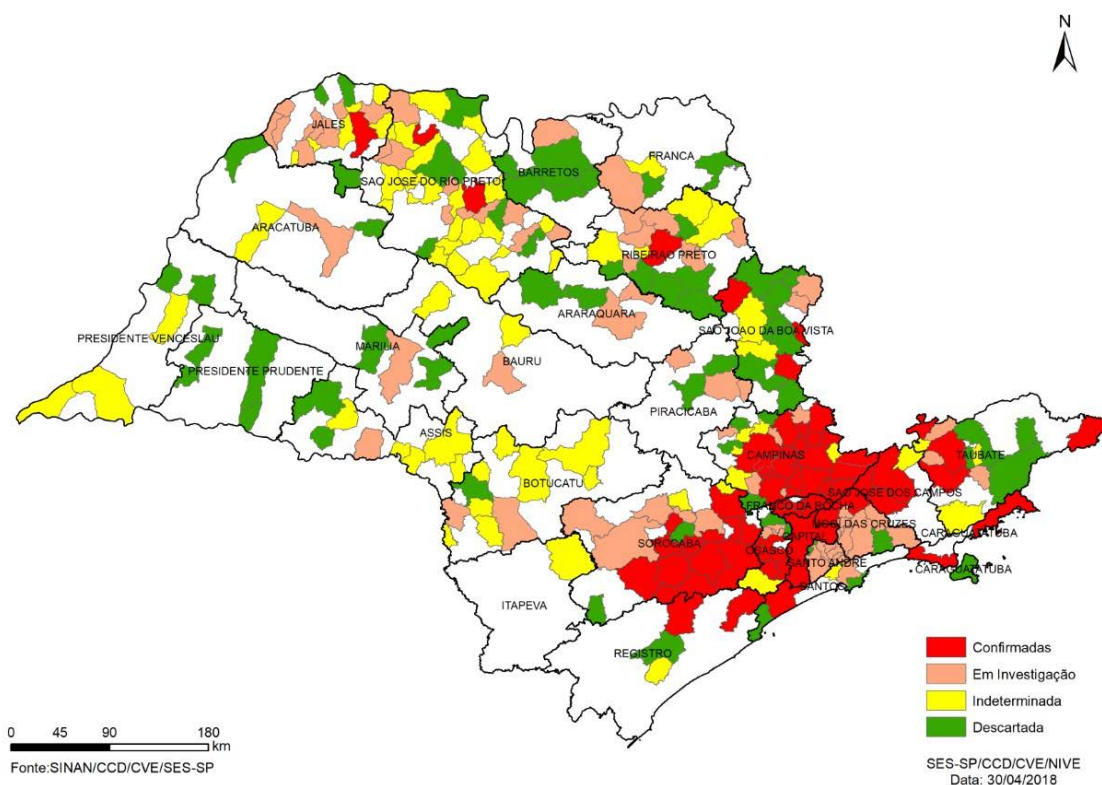 N
JALES
FRANCA
BARRETOS
SAO JOSE DO RIO PRETO
ARACATUBA
RIBEIRAO PRETO
ARARAQUARA
SAO JOAO DA BOA VISTA
PRESIDENTE VENCESLAU
MARILIA
BAURU
PRESIDENTE PRUDENTE
PIRACICABA
ASSIS
CAMPINAS
TAUBATE
BOTUCATU
SAO JOSE DOS CAMPOS
FRANCO DA ROCHA
MOGI DAS CRUZES
CAPITAL
CARAGUATATUBA
SOROCABA
OSASCO
SANTO ANDRE
CARAGUATATUBA
SANTOS
ITAPEVA
REGISTRO
Confirmadas
Em Investigação
Indeterminada
Descartada
0 45 90 180
km
Fonte:SINAN/CCD/CVE/SES-SP
SES-SP/CCD/CVE/NIVE
Data: 30/04/2018